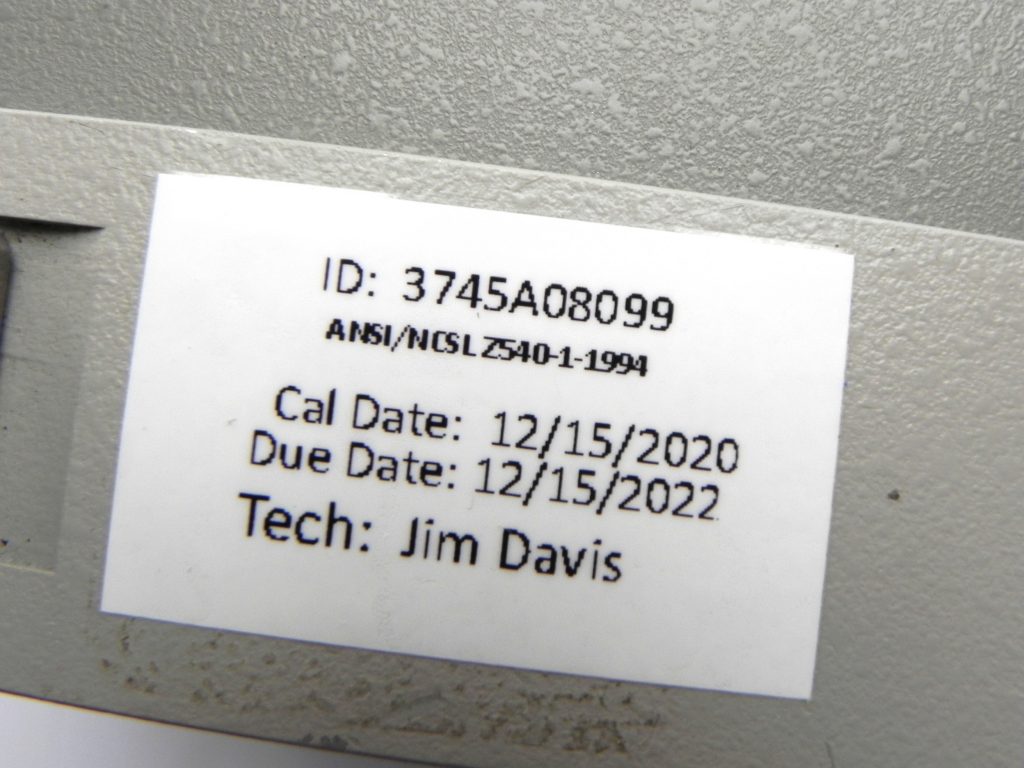 ID: 3745A08099
ANSI/NCSL Z540-1-1994
Cal Date: 12/15/2020
Due Date: 12/15/2022
Tech: Jim Davis